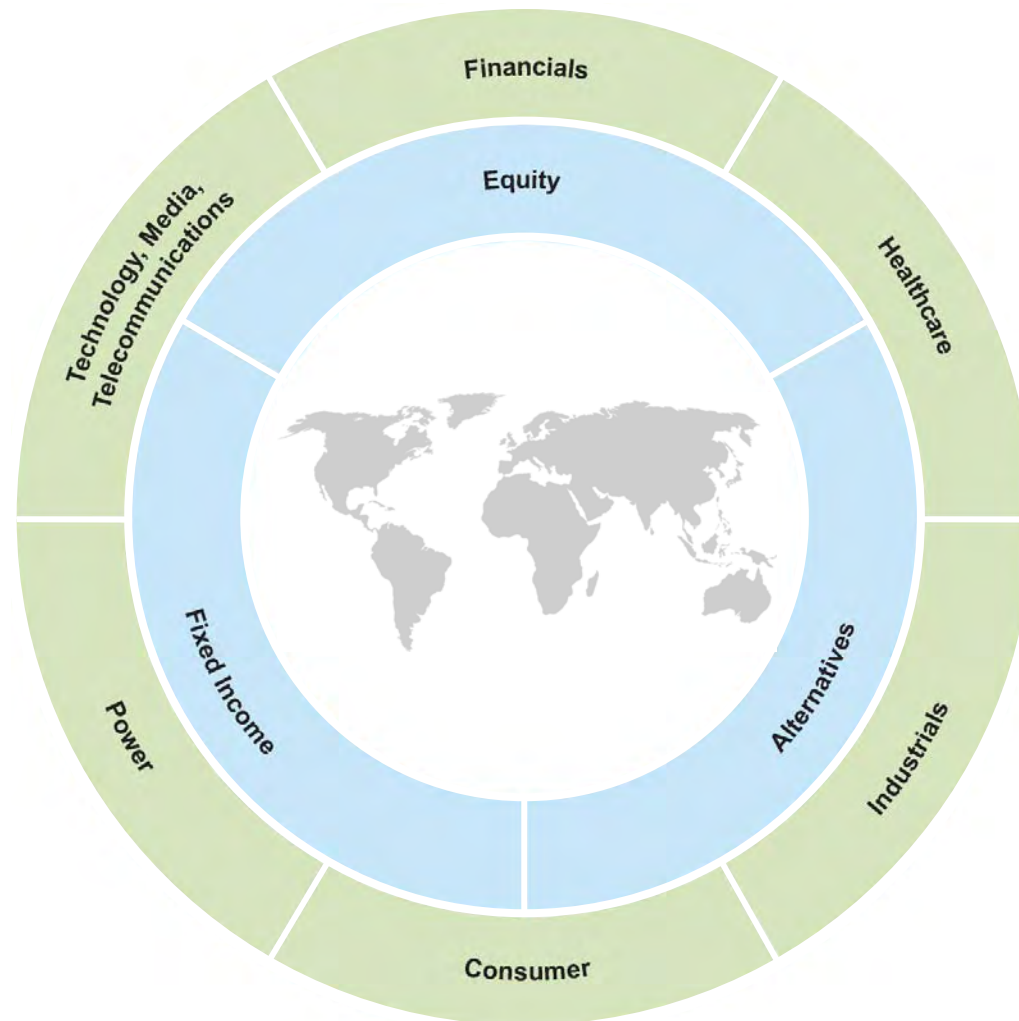 Financials
Equity
Technology, Media,
Telecommunications
Healthcare
Fixed Income
Alternatives
Power
Industrials
Consumer